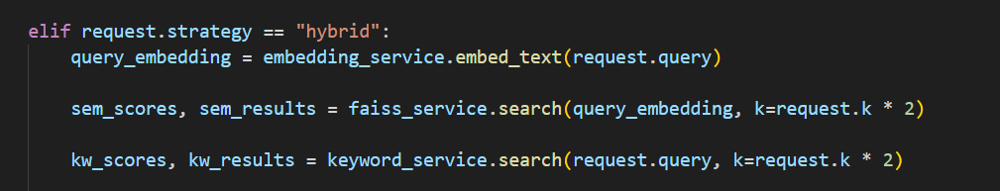 elif request.strategy == "hybrid":
    query_embedding = embedding_service.embed_text(request.query)
    sem_scores, sem_results = faiss_service.search(query_embedding, k=request.k * 2)
    kw_scores, kw_results = keyword_service.search(request.query, k=request.k * 2)